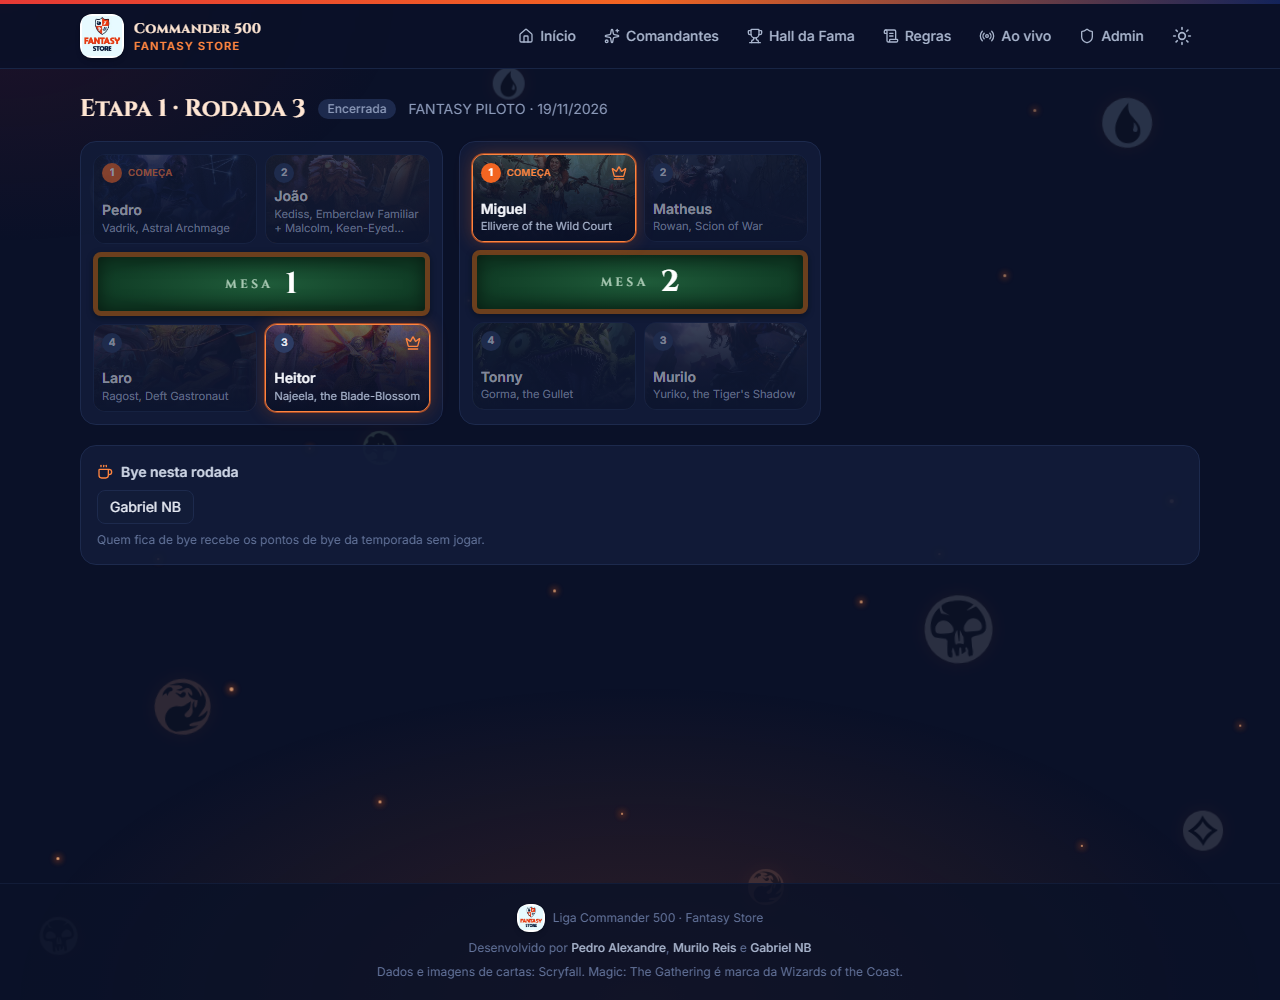 FANTASY
STORE
Commander 500
FANTASY STORE
Início
Comandantes
Hall da Fama
Regras
Ao vivo
Admin
Etapa 1 · Rodada 3
Encerrada
FANTASY PILOTO · 19/11/2026
1 COMEÇA
Pedro
Vadrik, Astral Archmage
2
João
Kediss, Emberclaw Familiar
+ Malcolm, Keen-Eyed...
MESA 1
4
Laro
Ragost, Deft Gastronaut
3
Heitor
Najeela, the Blade-Blossom
1 COMEÇA
Miguel
Ellivere of the Wild Court
2
Matheus
Rowan, Scion of War
MESA 2
4
Tonny
Gorma, the Gullet
3
Murilo
Yuriko, the Tiger's Shadow
Bye nesta rodada
Gabriel NB
Quem fica de bye recebe os pontos de bye da temporada sem jogar.
FANTASY
STORE
Liga Commander 500 · Fantasy Store
Desenvolvido por Pedro Alexandre, Murilo Reis e Gabriel NB
Dados e imagens de cartas: Scryfall. Magic: The Gathering é marca da Wizards of the Coast.